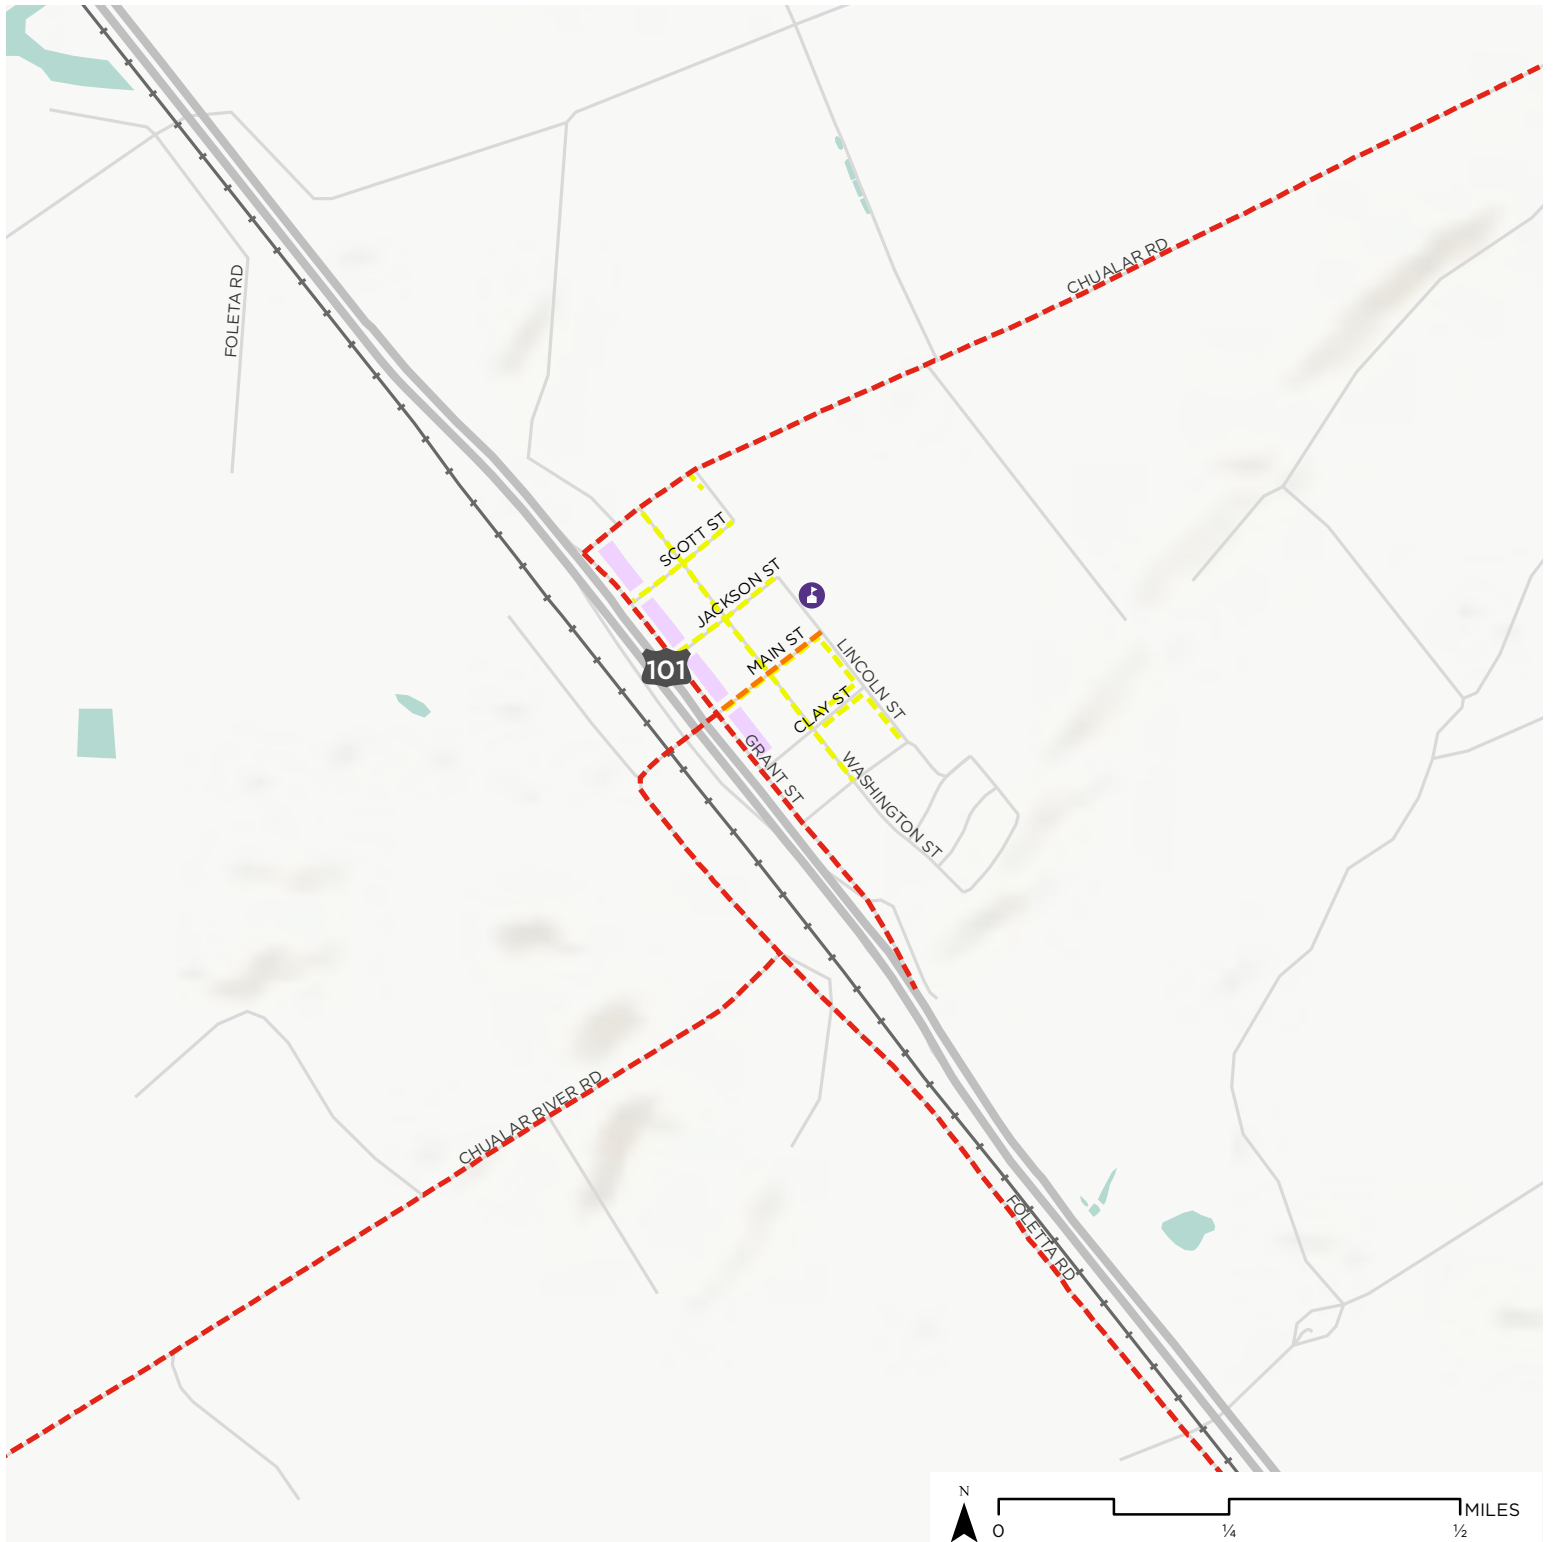 CHUALAR RD
FOLETA RD
SCOTT ST
JACKSON ST
MAIN ST
LINCOLN ST
101
CLAY ST
GRANT ST
WASHINGTON ST
CHUALAR RIVER RD
FOLETTA RD
N
MILES
0 ¼ ½